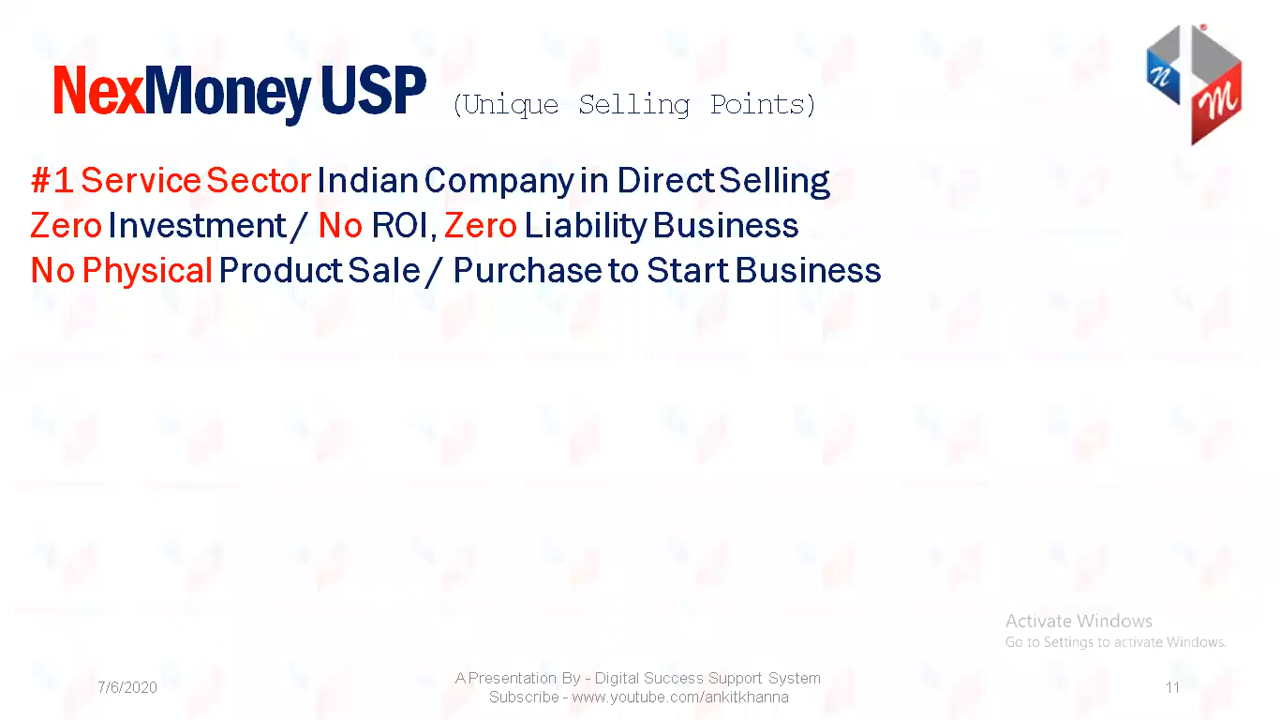 NexMoney USP (Unique Selling Points)
#1 Service Sector Indian Company in Direct Selling
Zero Investment / No ROI, Zero Liability Business
No Physical Product Sale / Purchase to Start Business
n
m
Activate Windows
Go to Settings to activate Windows.
7/6/2020
A Presentation By - Digital Success Support System
Subscribe - www.youtube.com/ankitkhanna
11